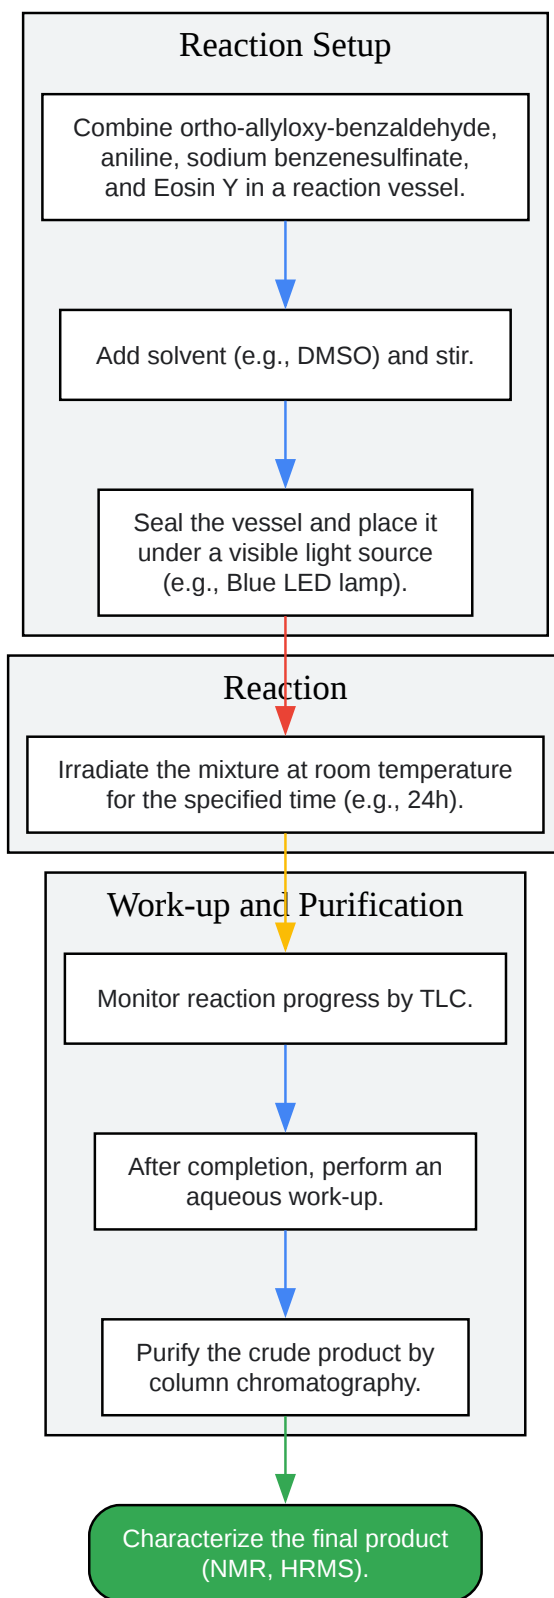 Reaction Setup
Combine ortho-allyloxy-benzaldehyde,
aniline, sodium benzenesulfinate,
and Eosin Y in a reaction vessel.
Add solvent (e.g., DMSO) and stir.
Seal the vessel and place it
under a visible light source
(e.g., Blue LED lamp).
Reaction
Irradiate the mixture at room temperature
for the specified time (e.g., 24h).
Work-up and Purification
Monitor reaction progress by TLC.
After completion, perform an
aqueous work-up.
Purify the crude product by
column chromatography.
Characterize the final product
(NMR, HRMS).